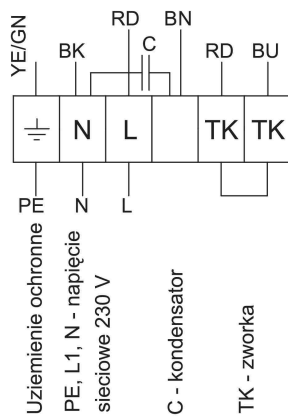 YE/GN
BK
RD
C
BN
RD
BU
N
L
TK
TK
PE
N
L
Uziemienie ochronne
PE, L1, N - napięcie
sieciowe 230 V
C - kondensator
TK - zworka